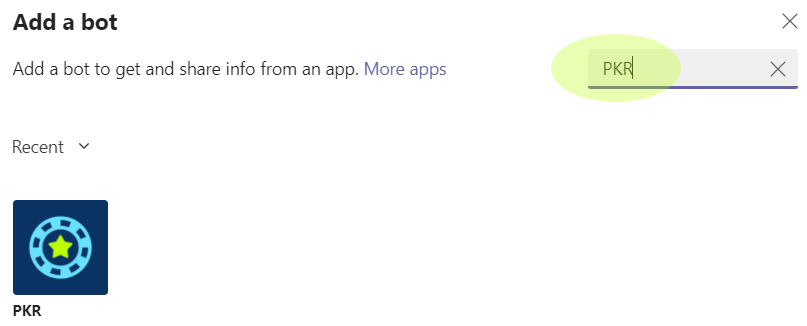 Add a bot
Add a bot to get and share info from an app. More apps
PKR
Recent
PKR